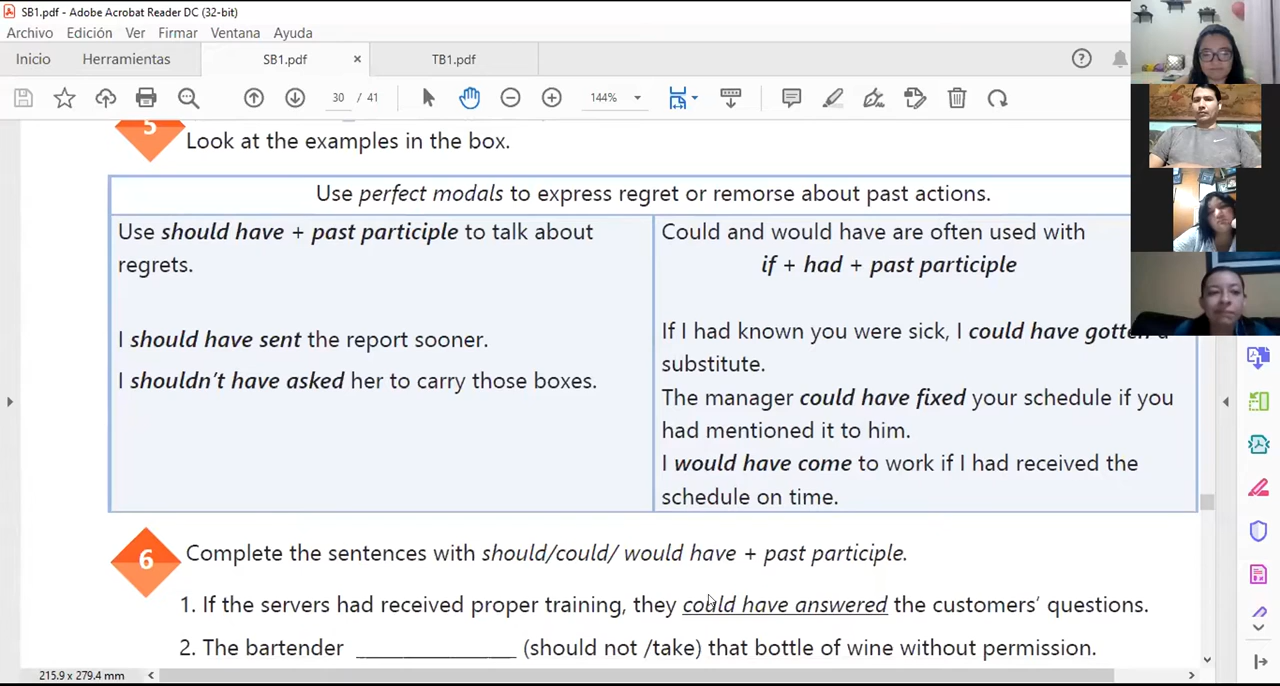 SB1.pdf - Adobe Acrobat Reader DC (32-bit)
Archivo Edición Ver Firmar Ventana Ayuda
Inicio Herramientas SB1.pdf × TB1.pdf
30 / 41 144%
5 Look at the examples in the box.
Use perfect modals to express regret or remorse about past actions.
Use should have + past participle to talk about
regrets.
I should have sent the report sooner.
I shouldn't have asked her to carry those boxes.
Could and would have are often used with
if + had + past participle
If I had known you were sick, I could have gotten a
substitute.
The manager could have fixed your schedule if you
had mentioned it to him.
I would have come to work if I had received the
schedule on time.
6 Complete the sentences with should/could/ would have + past participle.
1. If the servers had received proper training, they could have answered the customers' questions.
2. The bartender ________________ (should not /take) that bottle of wine without permission.
215.9 x 279.4 mm